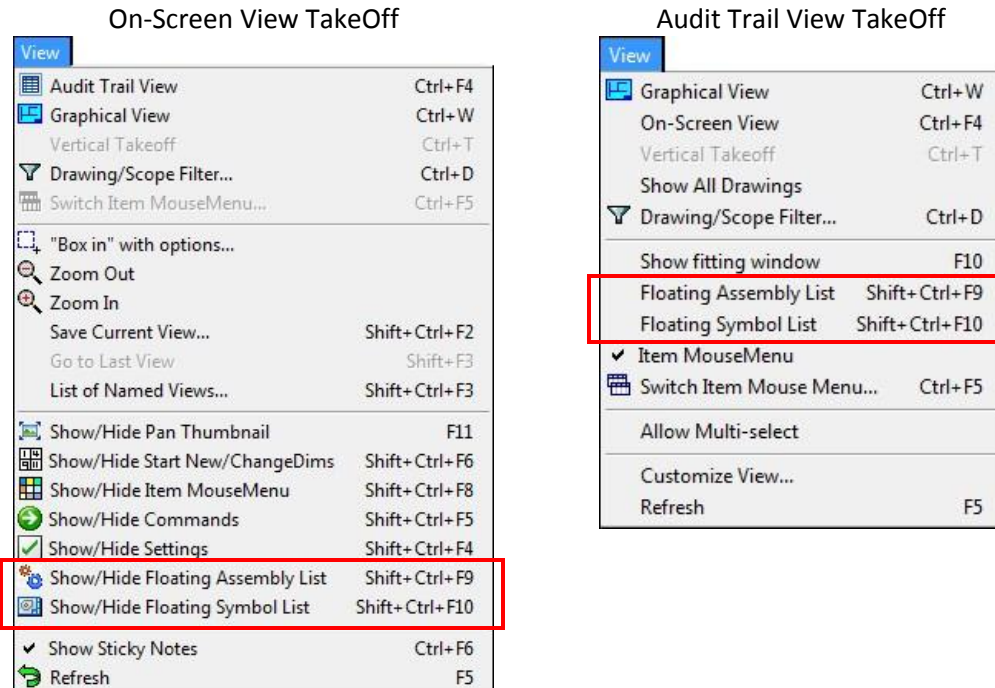 On-Screen View TakeOff
View
Audit Trail View Ctrl+F4
Graphical View Ctrl+W
Vertical Takeoff Ctrl+T
Drawing/Scope Filter... Ctrl+D
Switch Item MouseMenu... Ctrl+F5
"Box in" with options...
Zoom Out
Zoom In
Save Current View... Shift+Ctrl+F2
Go to Last View Shift+F3
List of Named Views... Shift+Ctrl+F3
Show/Hide Pan Thumbnail F11
Show/Hide Start New/ChangeDims Shift+Ctrl+F6
Show/Hide Item MouseMenu Shift+Ctrl+F8
Show/Hide Commands Shift+Ctrl+F5
Show/Hide Settings Shift+Ctrl+F4
Show/Hide Floating Assembly List Shift+Ctrl+F9
Show/Hide Floating Symbol List Shift+Ctrl+F10
Show Sticky Notes Ctrl+F6
Refresh F5
Audit Trail View TakeOff
View
Graphical View Ctrl+W
On-Screen View Ctrl+F4
Vertical Takeoff Ctrl+T
Show All Drawings
Drawing/Scope Filter... Ctrl+D
Show fitting window F10
Floating Assembly List Shift+Ctrl+F9
Floating Symbol List Shift+Ctrl+F10
Item MouseMenu
Switch Item Mouse Menu... Ctrl+F5
Allow Multi-select
Customize View...
Refresh F5